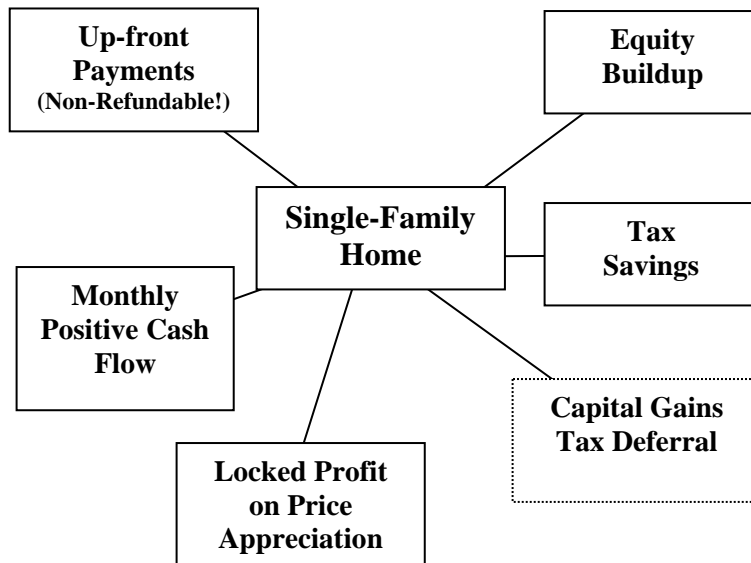 Up-front
Payments
(Non-Refundable!)
Equity
Buildup
Single-Family
Home
Tax
Savings
Monthly
Positive Cash
Flow
Capital Gains
Tax Deferral
Locked Profit
on Price
Appreciation